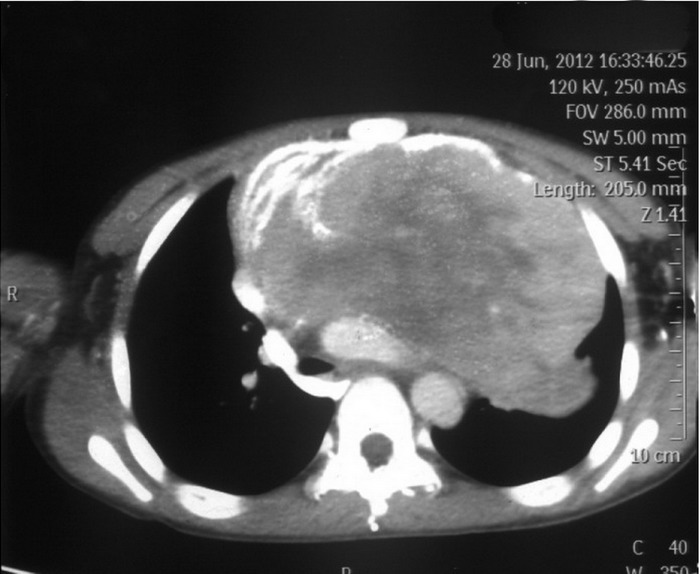 28 Jun, 2012 16:33:46.25
120 kV, 250 mAs
FOV 286.0 mm
SW 5.00 mm
ST 5.41 Sec
Length: 205.0 mm
Z 1.41
R
10 cm
C 40
W 350